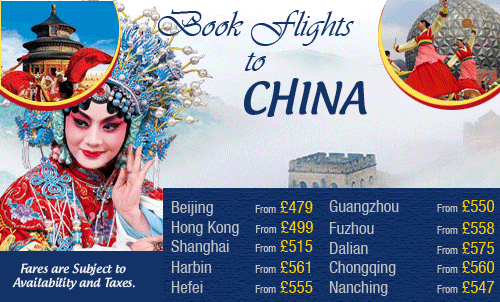 Book Flights
to
CHINA
Beijing From £479
Hong Kong From £499
Shanghai From £515
Harbin From £561
Hefei From £555
Guangzhou From £550
Fuzhou From £558
Dalian From £575
Chongqing From £560
Nanching From £547
Fares are Subject to
Availability and Taxes.